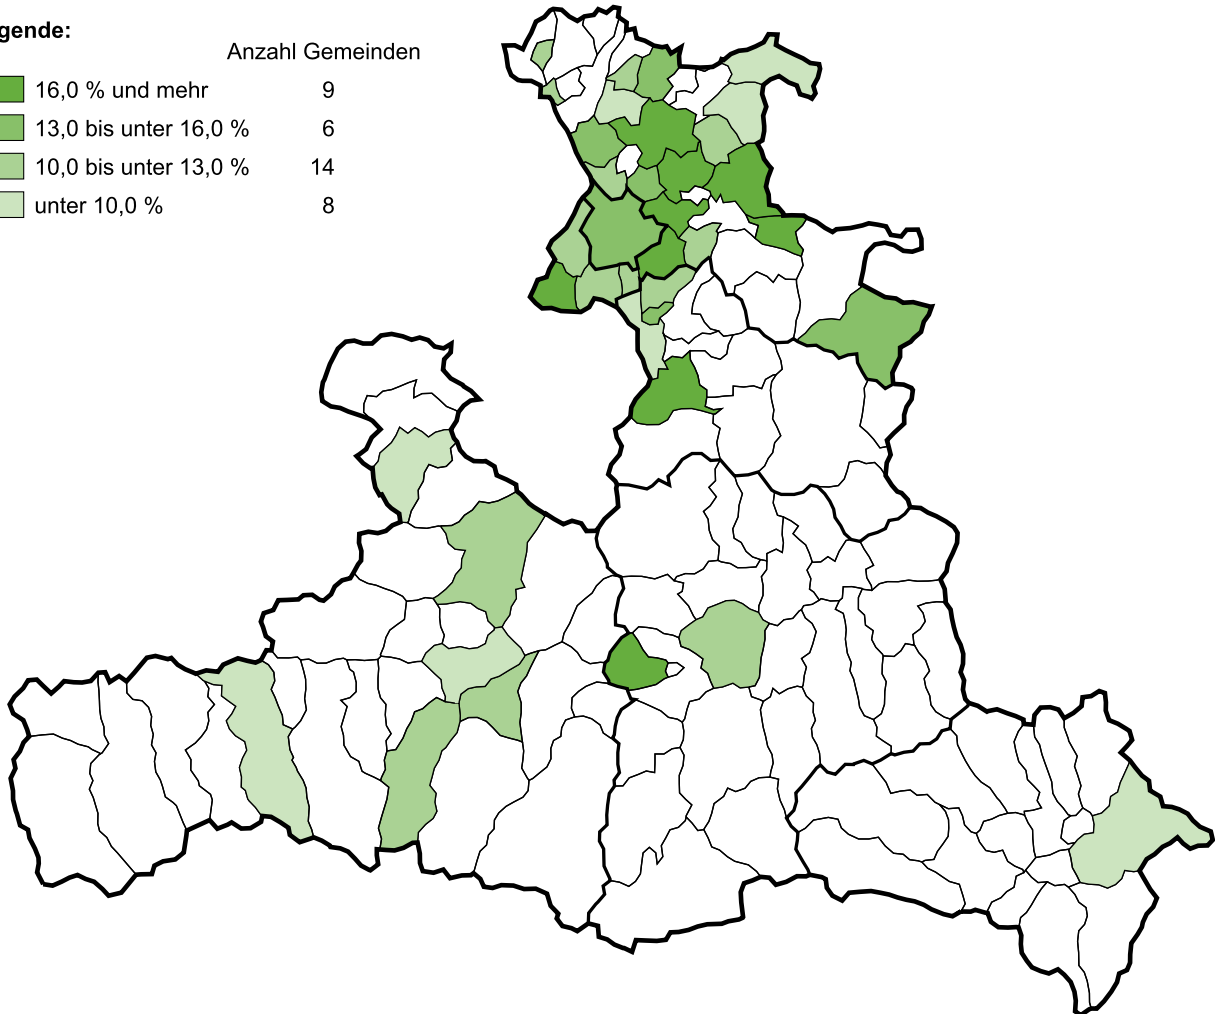 gende:
Anzahl Gemeinden
16,0 % und mehr 9
13,0 bis unter 16,0 % 6
10,0 bis unter 13,0 % 14
unter 10,0 % 8